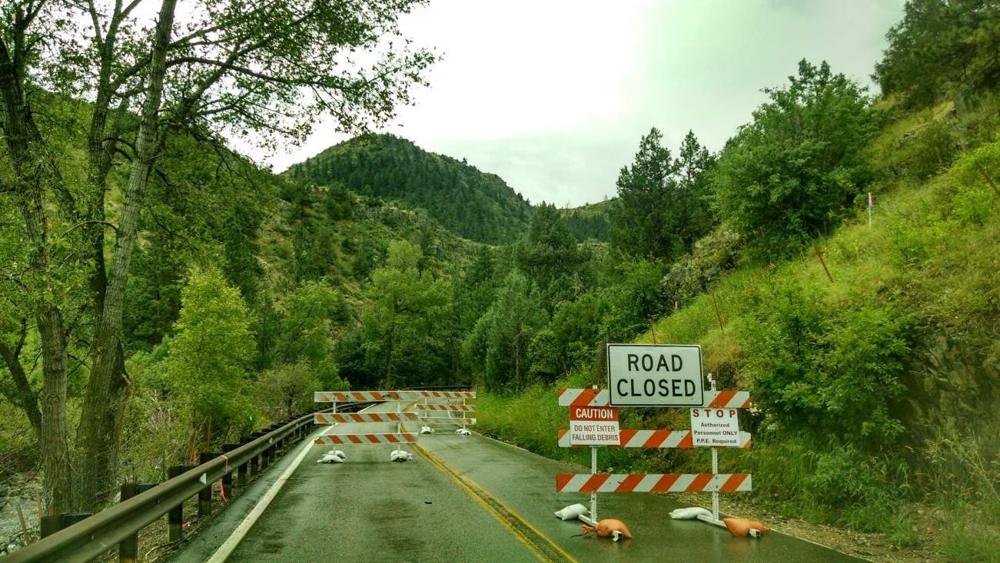 ROAD
CLOSED
CAUTION
DO NOT ENTER
FALLING DEBRIS
STOP
Authorized
Personnel ONLY
P.P.E. Required